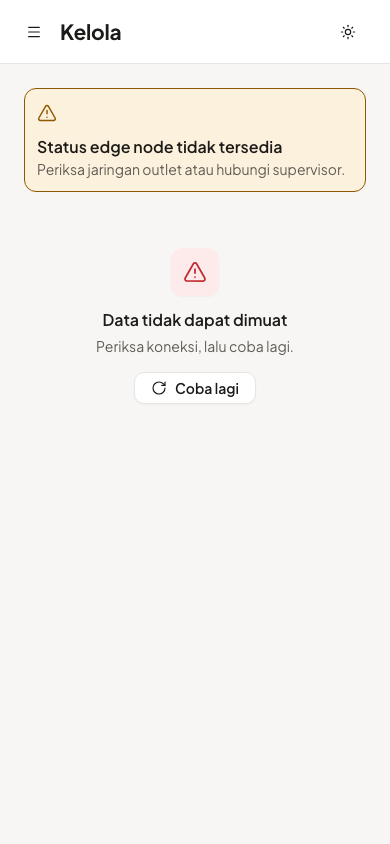 Kelola
Status edge node tidak tersedia
Periksa jaringan outlet atau hubungi supervisor.
Data tidak dapat dimuat
Periksa koneksi, lalu coba lagi.
Coba lagi